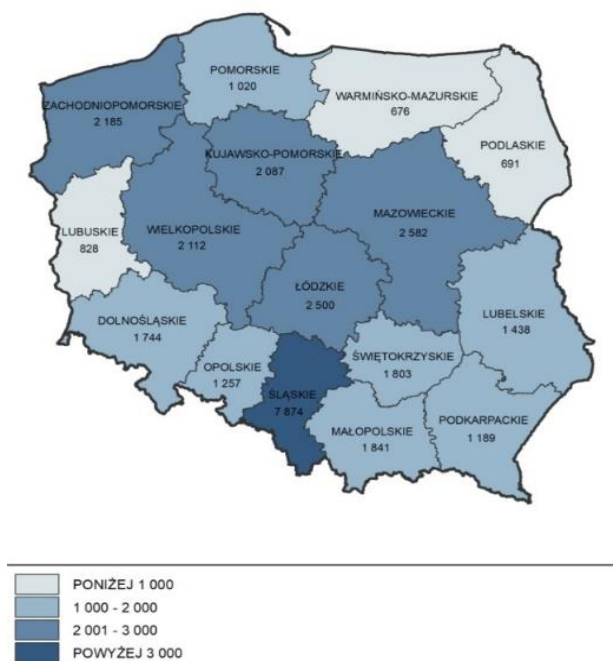 POMORSKIE
1 020
WARMIŃSKO-MAZURSKIE
676
ZACHODNIOPOMORSKIE
2 185
PODLASKIE
691
KUJAWSKO-POMORSKIE
2 087
MAZOWIECKIE
2 582
WIELKOPOLSKIE
2 112
LUBUSKIE
828
ŁÓDZKIE
2 500
LUBELSKIE
1 438
DOLNOŚLĄSKIE
1 744
OPOLSKIE
1 257
ŚWIĘTOKRZYSKIE
1 803
ŚLĄSKIE
7 874
MAŁOPOLSKIE
1 841
PODKARPACKIE
1 189
PONIŻEJ 1 000
1 000 - 2 000
2 001 - 3 000
POWYŻEJ 3 000